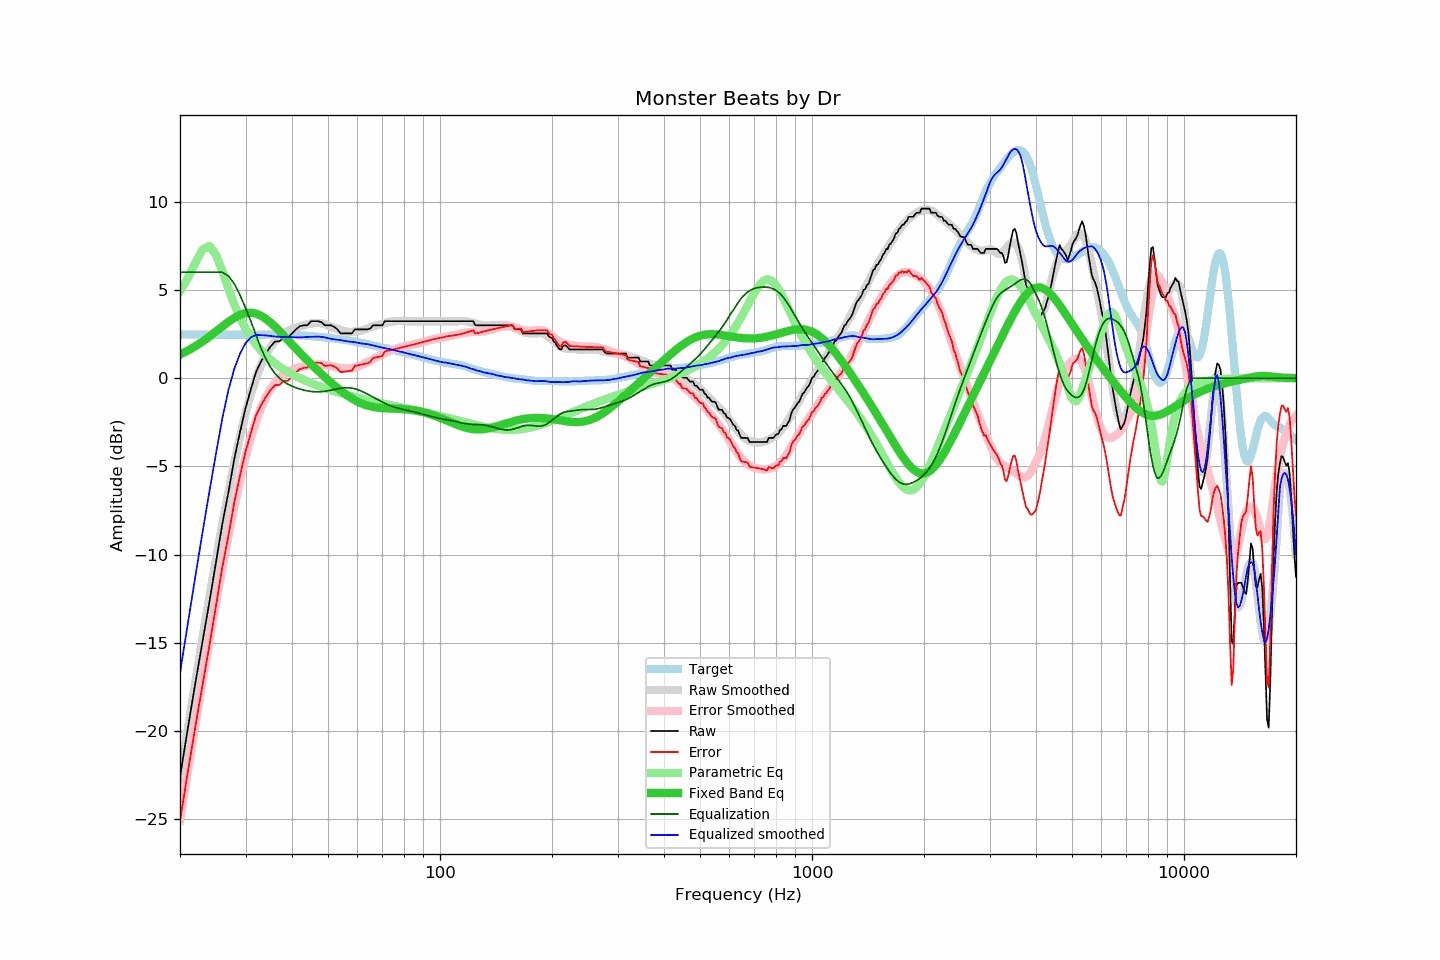 Monster Beats by Dr
10
5
0
−5
−10
−15
−20
−25
Amplitude (dBr)
Target
Raw Smoothed
Error Smoothed
Raw
Error
Parametric Eq
Fixed Band Eq
Equalization
Equalized smoothed
100 1000 10000
Frequency (Hz)